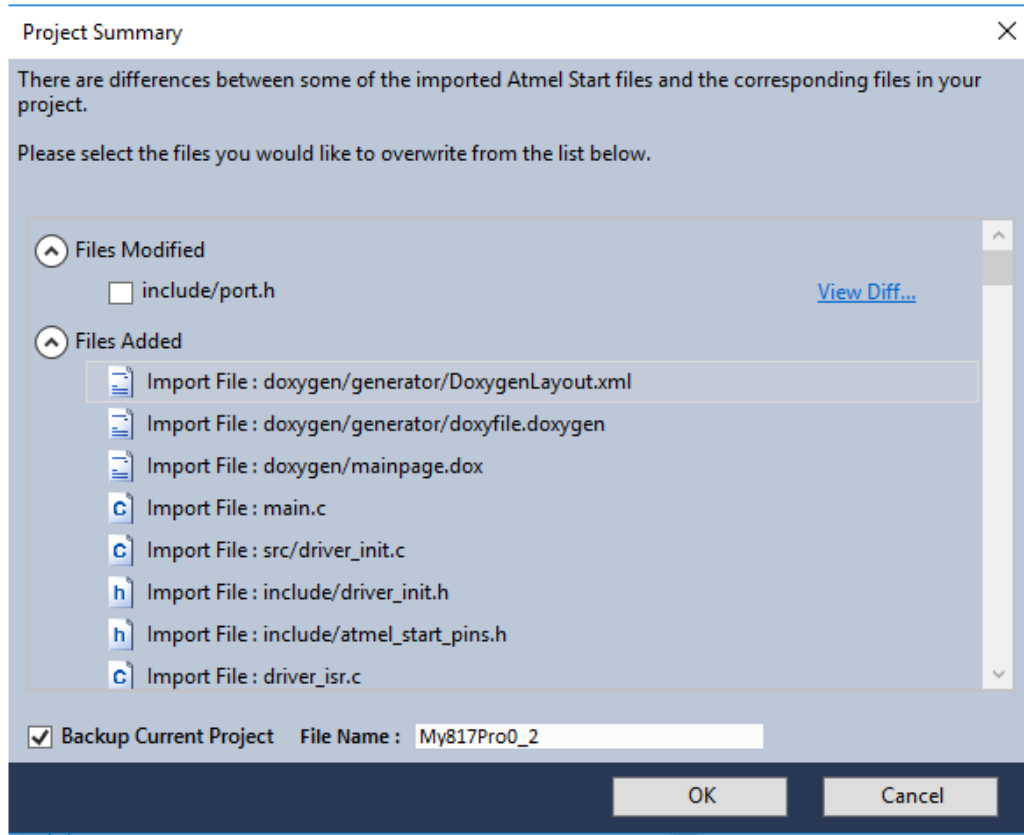 Project Summary
There are differences between some of the imported Atmel Start files and the corresponding files in your
project.
Please select the files you would like to overwrite from the list below.
Files Modified
include/port.h View Diff...
Files Added
Import File : doxygen/generator/DoxygenLayout.xml
Import File : doxygen/generator/doxyfile.doxygen
Import File : doxygen/mainpage.dox
C Import File : main.c
C Import File : src/driver_init.c
h Import File : include/driver_init.h
h Import File : include/atmel_start_pins.h
C Import File : driver_isr.c
Backup Current Project File Name : My817Pro0_2
OK Cancel